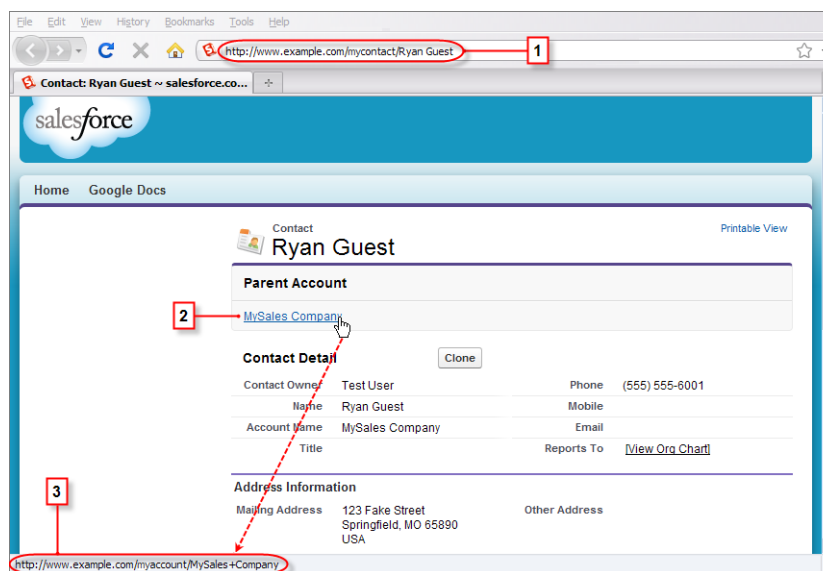 File Edit View History Bookmarks Tools Help
http://www.example.com/mycontact/Ryan Guest
1
Contact: Ryan Guest ~ salesforce.co...
salesforce
Home Google Docs
Contact
Ryan Guest
Printable View
Parent Account
2
MySales Company
Contact Detail
Clone
Contact Owner Test User Phone (555) 555-6001
Name Ryan Guest Mobile
Account Name MySales Company Email
Title Reports To [View Org Chart]
Address Information
3
Mailing Address 123 Fake Street Other Address
Springfield, MO 65890
USA
http://www.example.com/myaccount/MySales+Company